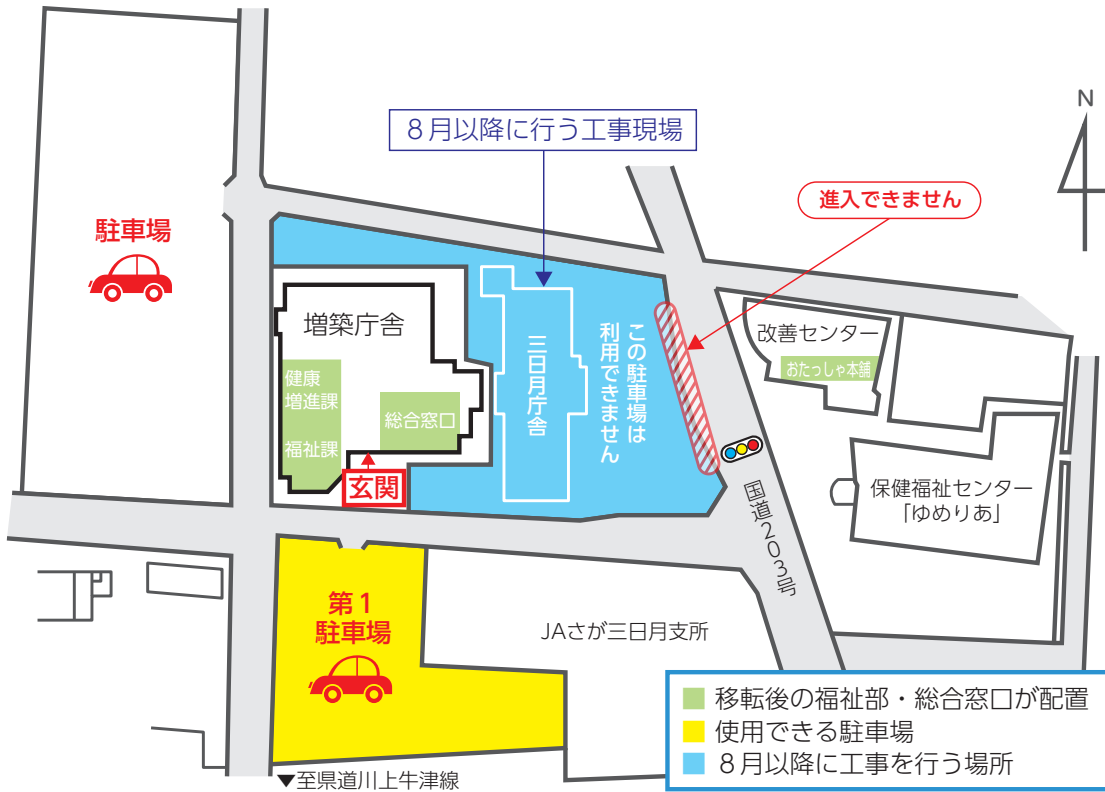 N
８月以降に行う工事現場
進入できません
駐車場
増築庁舎
改善センター
おたっしゃ本舗
健康
増進課
福祉課
総合窓口
三日月庁舎
この駐車場は
利用できません
玄関
保健福祉センター
「ゆめりあ」
国道203号
第１
駐車場
JAさが三日月支所
移転後の福祉部・総合窓口が配置
使用できる駐車場
８月以降に工事を行う場所
▼至県道川上牛津線